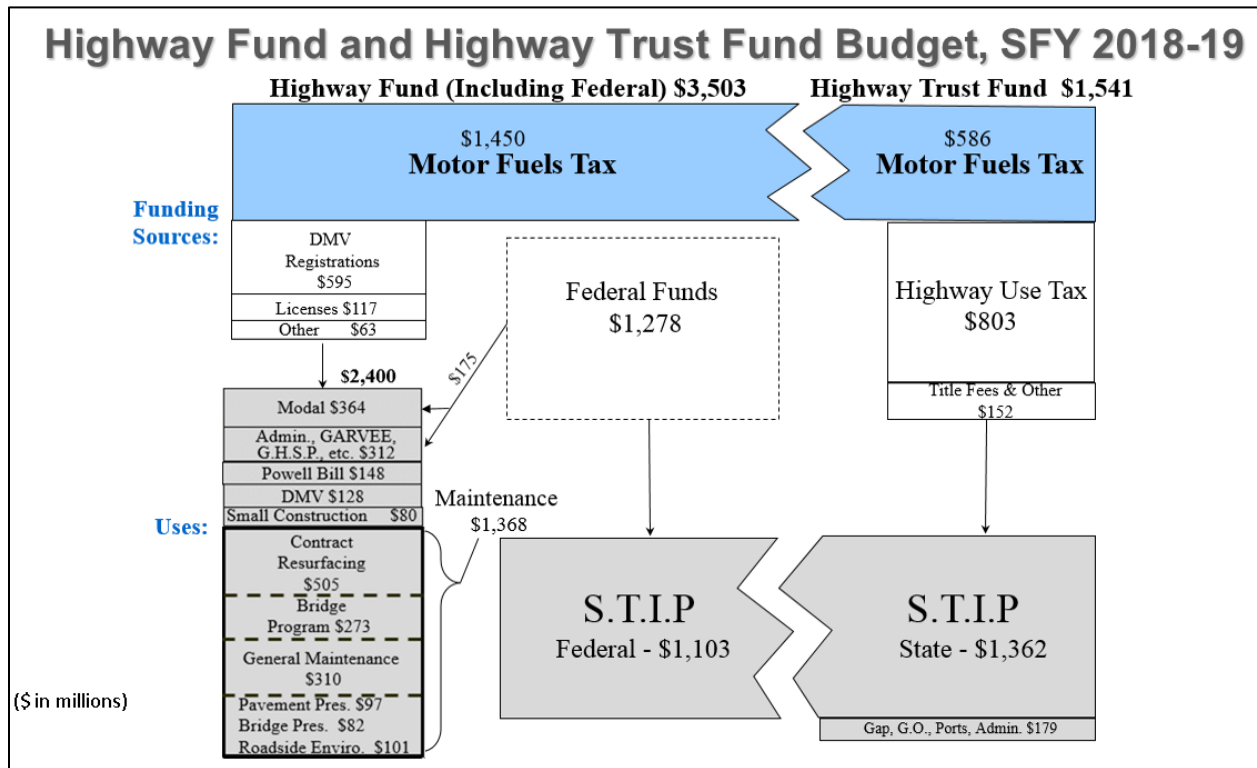 Highway Fund and Highway Trust Fund Budget, SFY 2018-19
Highway Fund (Including Federal) $3,503
Highway Trust Fund $1,541
$1,450
Motor Fuels Tax
$586
Motor Fuels Tax
Funding
Sources:
DMV
Registrations
$595
Licenses $117
Other $63
Federal Funds
$1,278
Highway Use Tax
$803
Title Fees & Other
$152
$175
$2,400
Modal $364
Admin., GARVEE,
G.H.S.P., etc. $312
Powell Bill $148
DMV $128
Small Construction $80
Uses:
Maintenance
$1,368
Contract
Resurfacing
$505
Bridge
Program $273
General Maintenance
$310
Pavement Pres. $97
Bridge Pres. $82
Roadside Enviro. $101
S.T.I.P
Federal - $1,103
S.T.I.P
State - $1,362
Gap, G.O., Ports, Admin. $179
($ in millions)